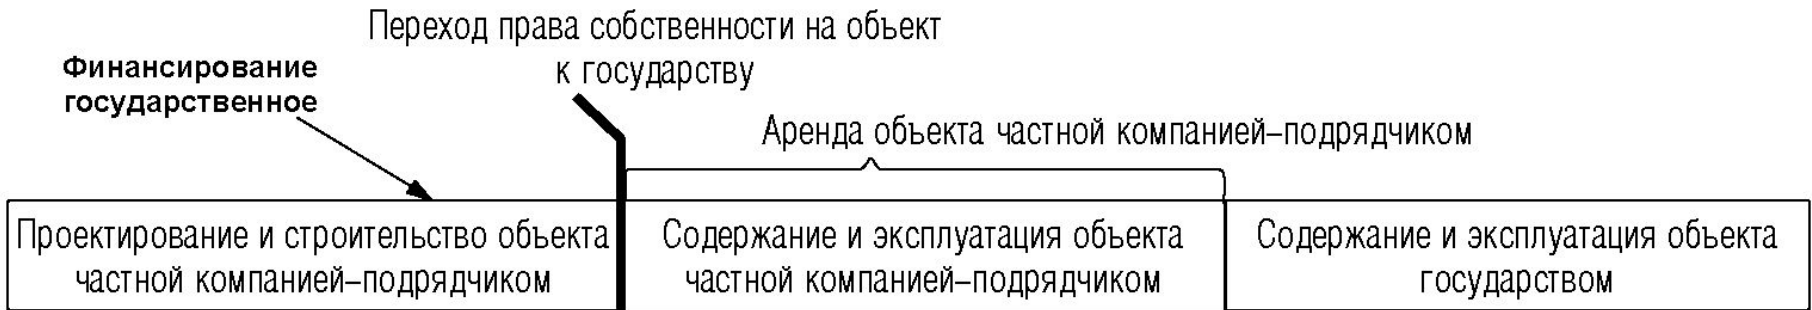 Переход права собственности на объект
к государству
Финансирование
государственное
Аренда объекта частной компанией–подрядчиком
Проектирование и строительство объекта
частной компанией–подрядчиком
Содержание и эксплуатация объекта
частной компанией–подрядчиком
Содержание и эксплуатация объекта
государством